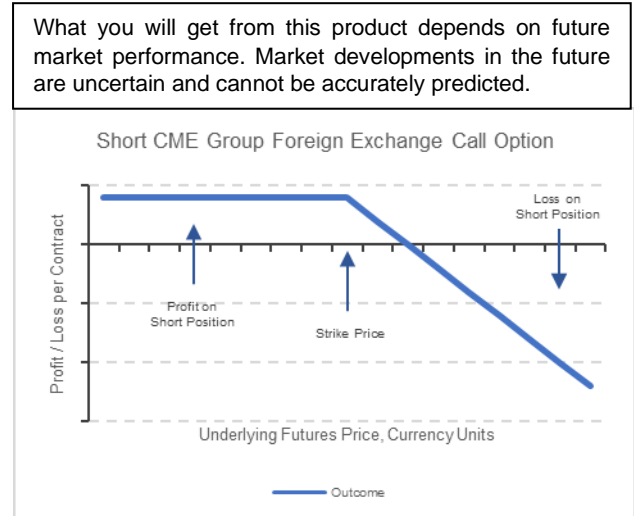 What you will get from this product depends on future
market performance. Market developments in the future
are uncertain and cannot be accurately predicted.
Short CME Group Foreign Exchange Call Option
Profit / Loss per Contract
Loss on
Short Position
Profit on
Short Position
Strike Price
Underlying Futures Price, Currency Units
Outcome